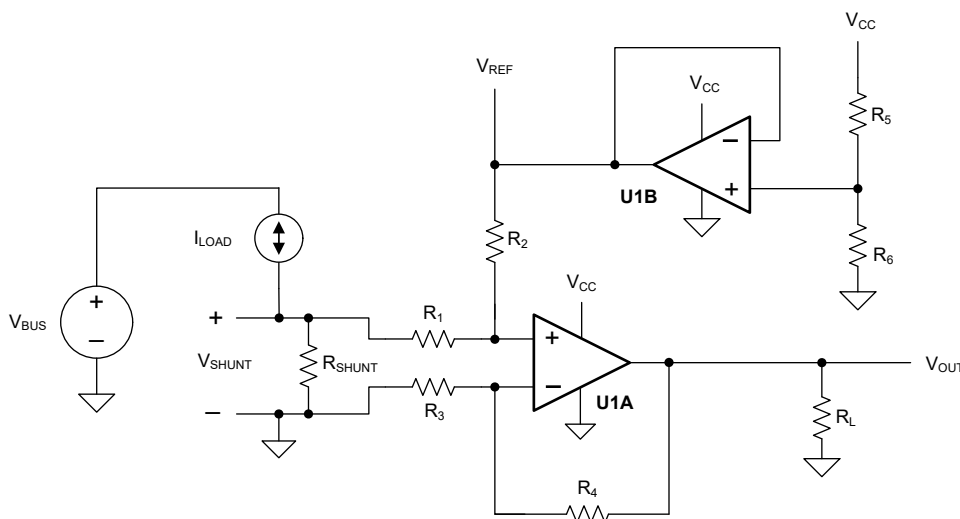 VCC
VREF
VCC
R5
−
+
U1B
R6
R2
ILOAD
+
−
VBUS
VCC
+
R1
+
VSHUNT
RSHUNT
−
VOUT
−
R3
U1A
RL
R4